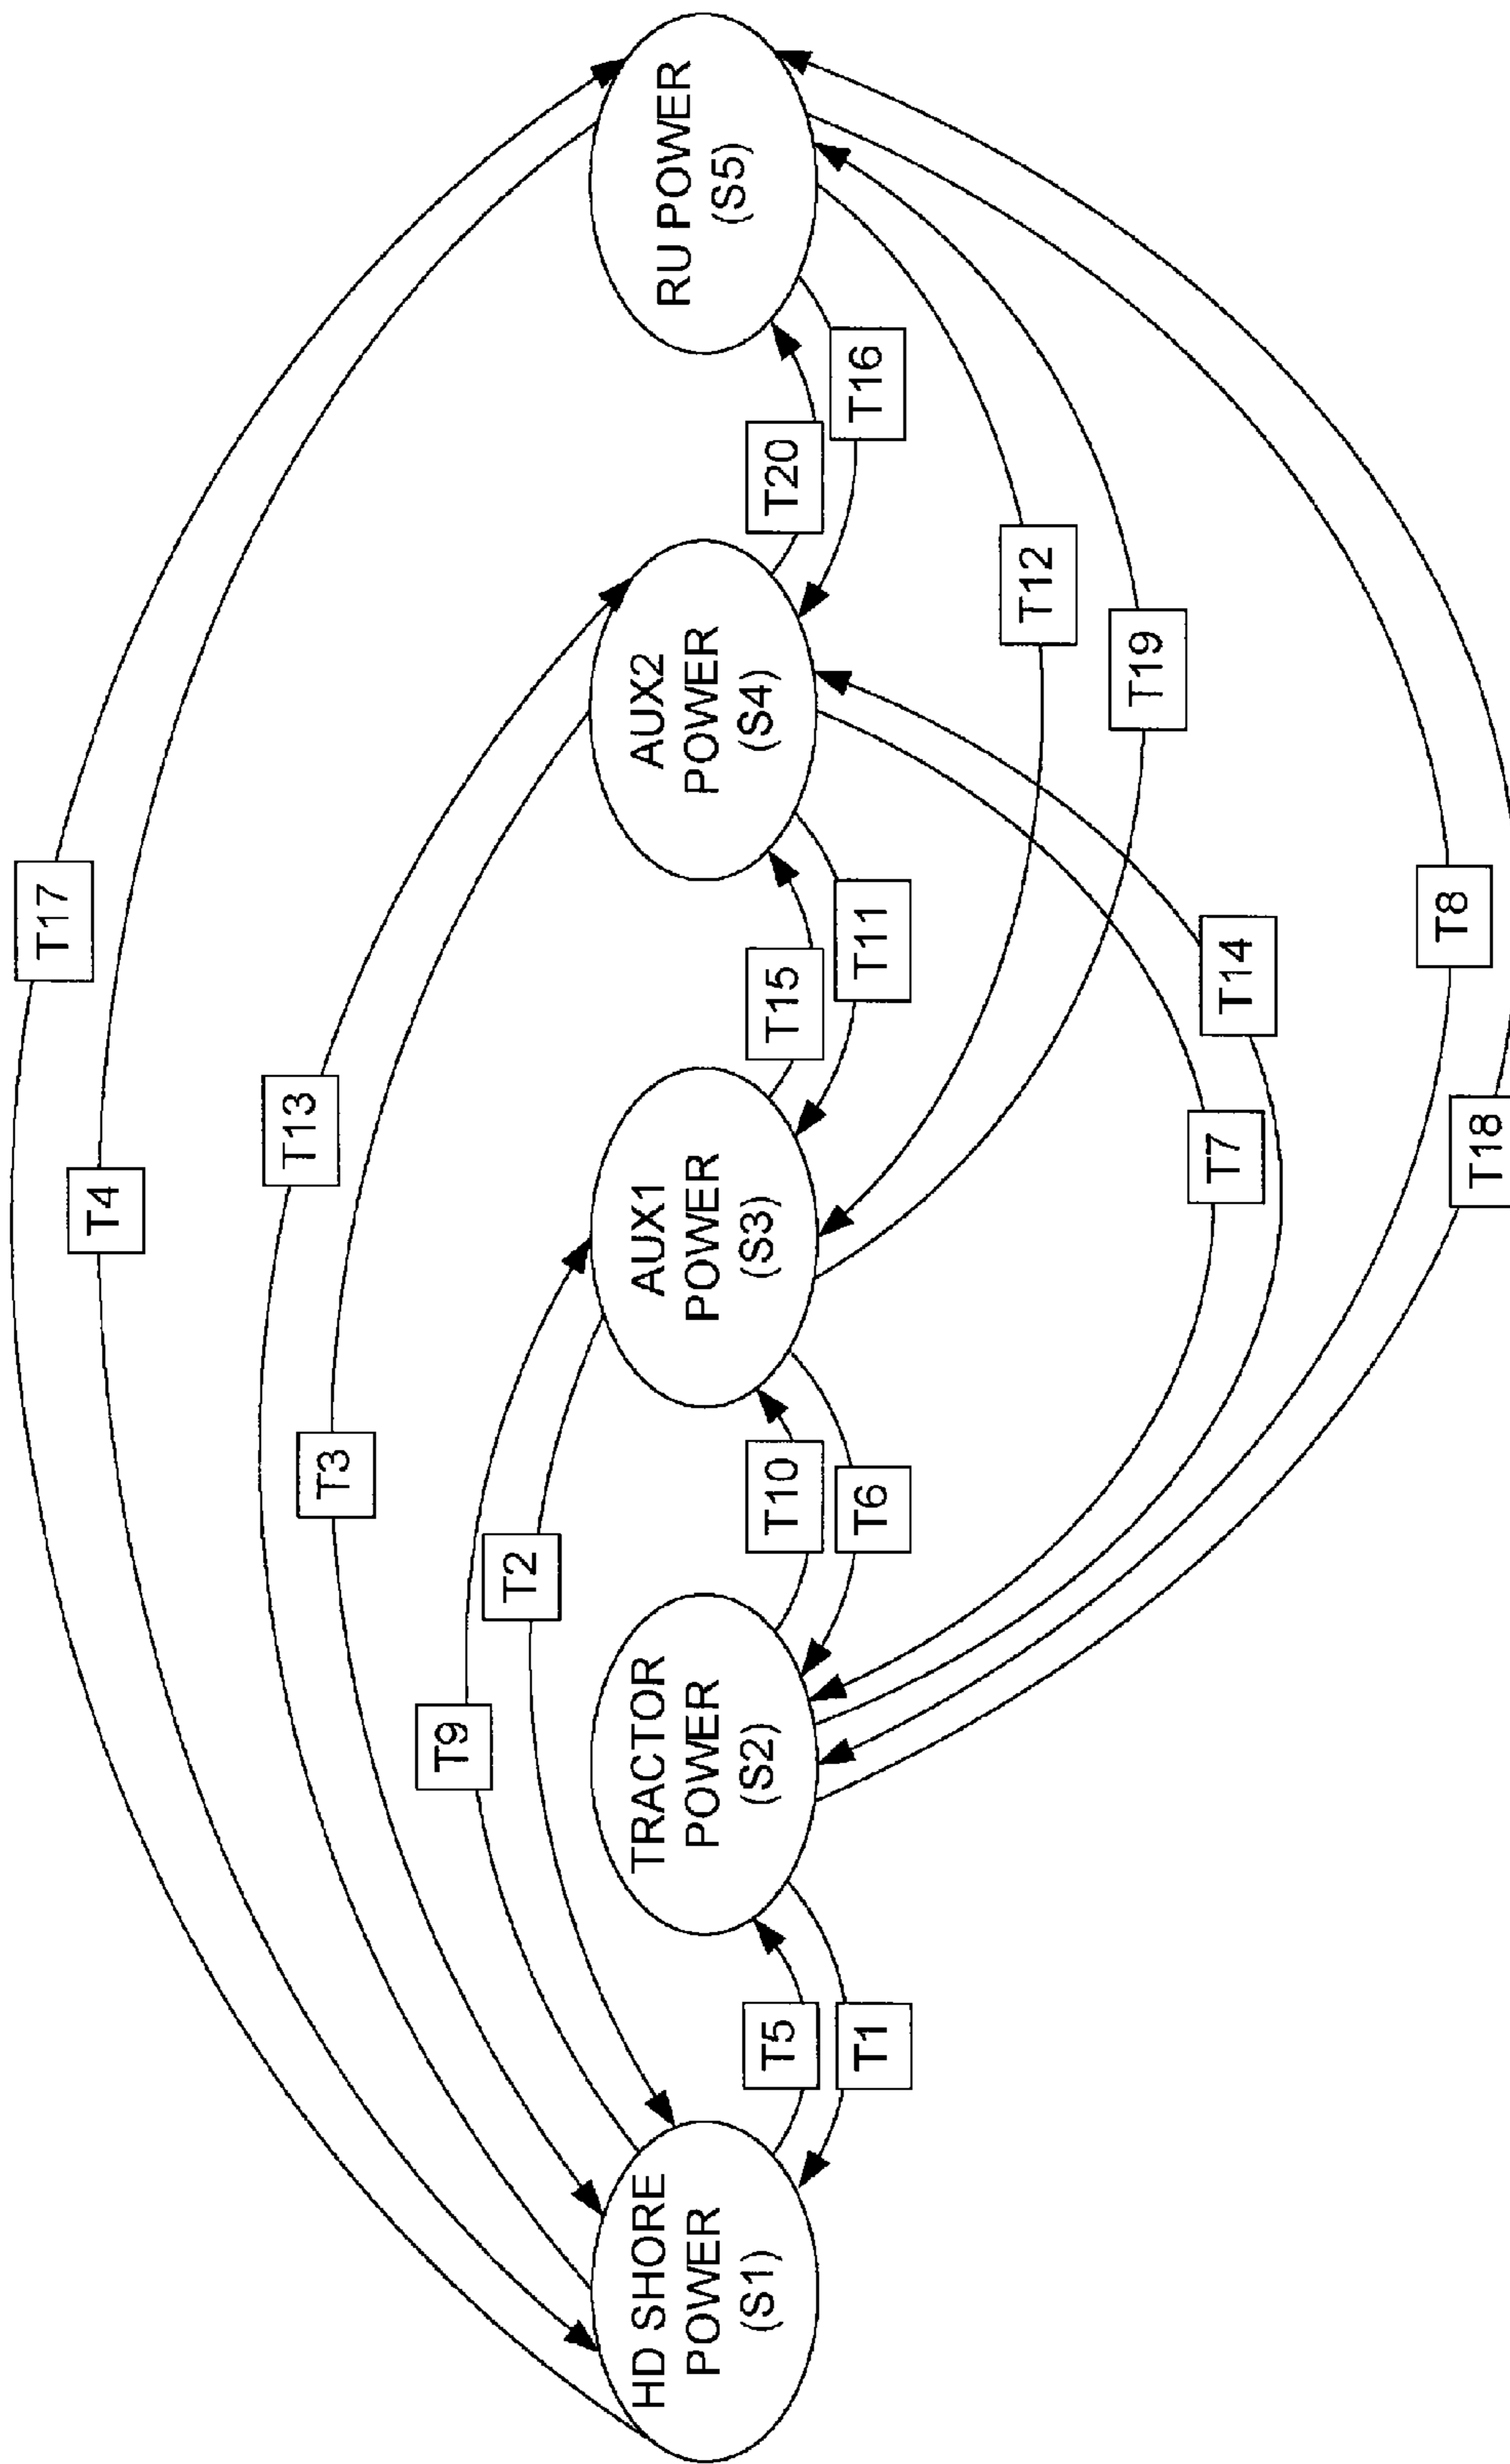 T17
T4
T13
T3
T9
T2
HD SHORE
POWER
(S1)
TRACTOR
POWER
(S2)
AUX1
POWER
(S3)
AUX2
POWER
(S4)
RU POWER
(S5)
T5
T1
T10
T6
T15
T11
T20
T16
T12
T19
T7
T14
T8
T18